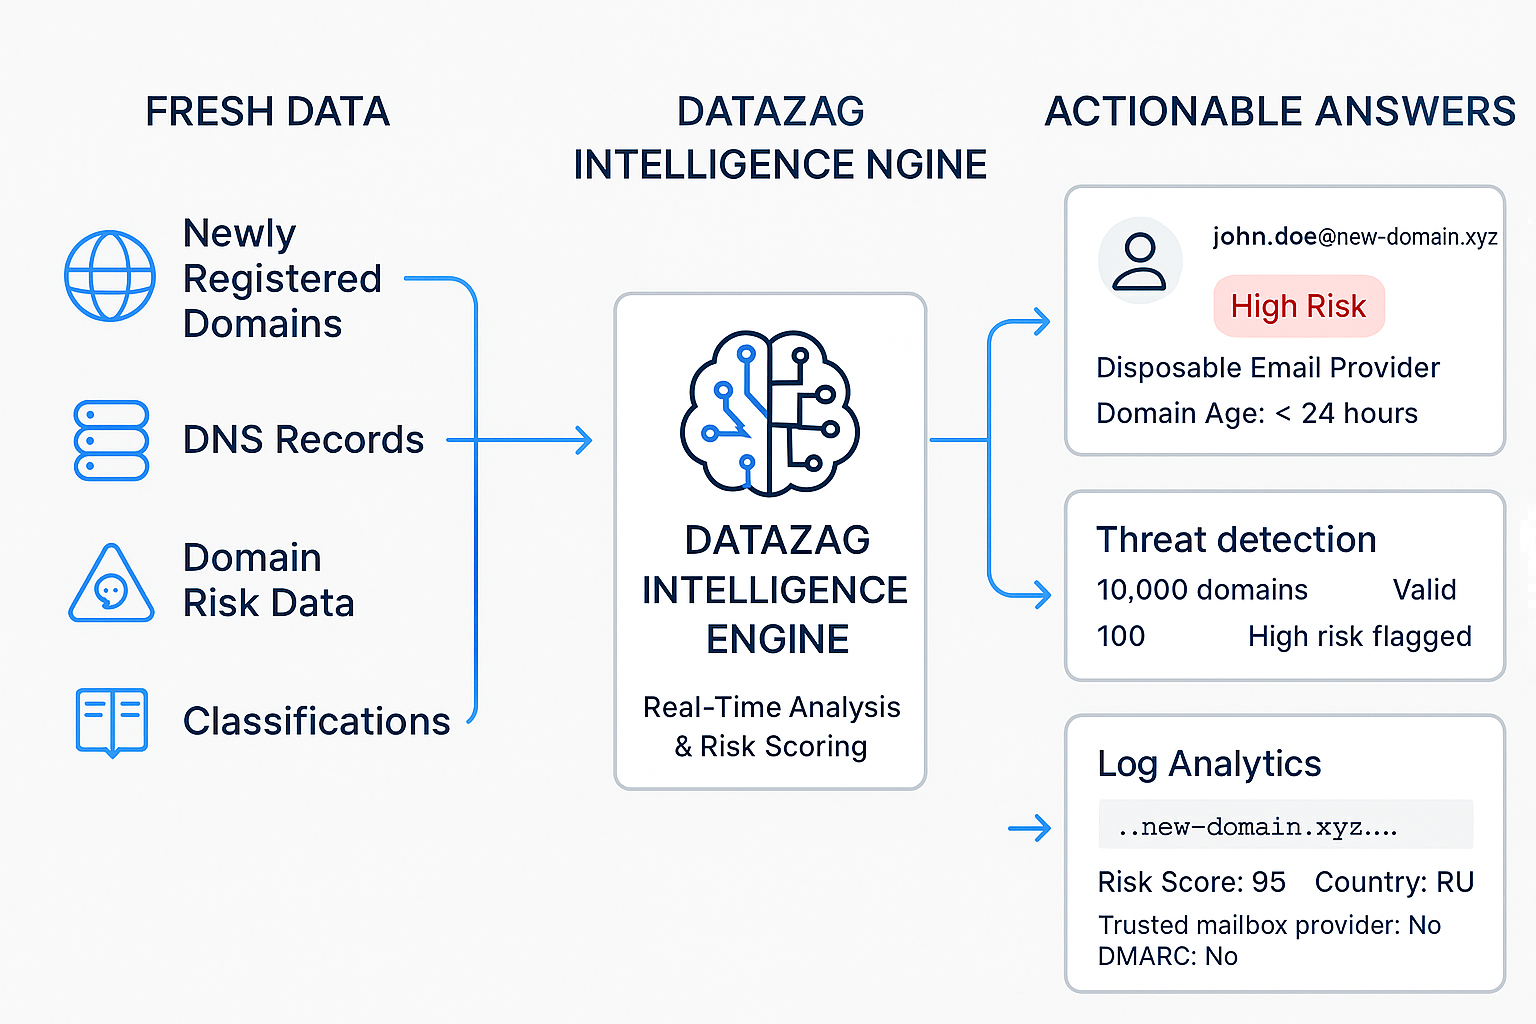 FRESH DATA
Newly
Registered
Domains
DNS Records
Domain
Risk Data
Classifications
DATAZAG
INTELLIGENCE NGINE
DATAZAG
INTELLIGENCE
ENGINE
Real-Time Analysis
& Risk Scoring
ACTIONABLE ANSWERS
john.doe@new-domain.xyz
High Risk
Disposable Email Provider
Domain Age: < 24 hours
Threat detection
10,000 domains Valid
100 High risk flagged
Log Analytics
..new-domain.xyz....
Risk Score: 95 Country: RU
Trusted mailbox provider: No
DMARC: No